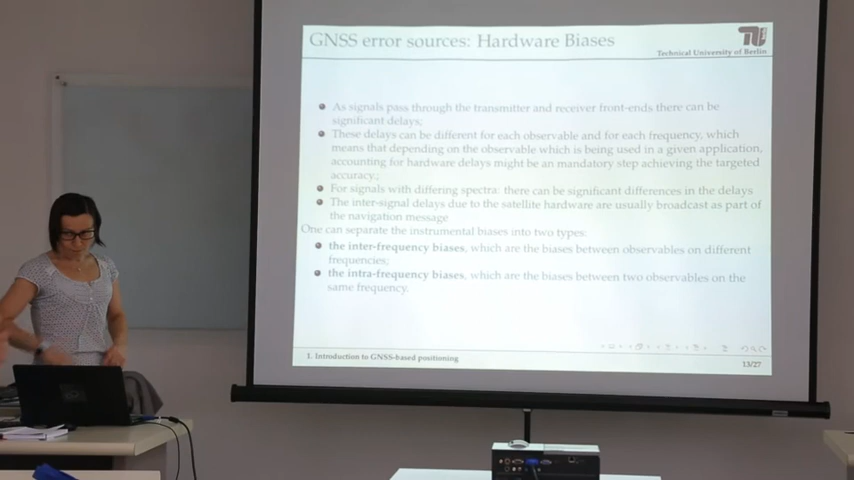 GNSS error sources: Hardware Biases
Technical University of Berlin
As signals pass through the transmitter and receiver front-ends there can be
significant delays;
These delays can be different for each observable and for each frequency, which
means that depending on the observable which is being used in a given application,
accounting for hardware delays might be an mandatory step achieving the targeted
accuracy.;
For signals with differing spectra: there can be significant differences in the delays
The inter-signal delays due to the satellite hardware are usually broadcast as part of
the navigation message
One can separate the instrumental biases into two types:
the inter-frequency biases, which are the biases between observables on different
frequencies;
the intra-frequency biases, which are the biases between two observables on the
same frequency.
1. Introduction to GNSS-based positioning
13/27